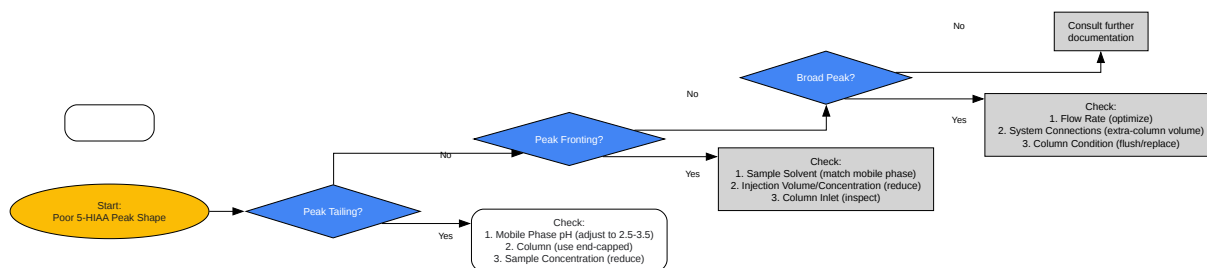 Start:
Poor 5-HIAA Peak Shape
Peak Tailing?
Yes
Check:
1. Mobile Phase pH (adjust to 2.5-3.5)
2. Column (use end-capped)
3. Sample Concentration (reduce)
No
Peak Fronting?
Yes
Check:
1. Sample Solvent (match mobile phase)
2. Injection Volume/Concentration (reduce)
3. Column Inlet (inspect)
No
Broad Peak?
Yes
Check:
1. Flow Rate (optimize)
2. System Connections (extra-column volume)
3. Column Condition (flush/replace)
No
Consult further
documentation